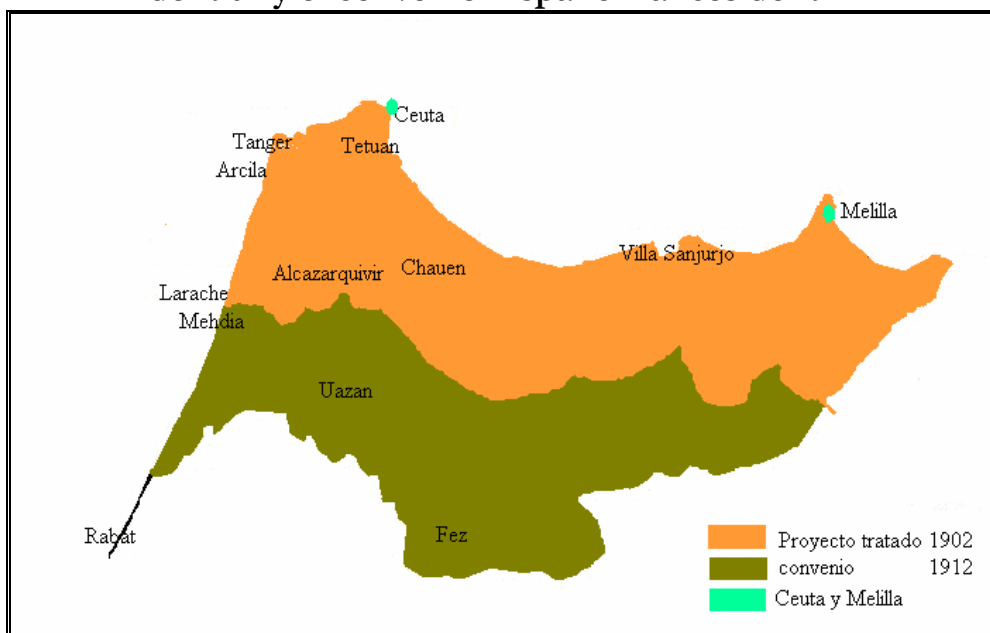 Ceuta
Tanger
Tetuan
Arcila
Melilla
Villa Sanjurjo
Chauen
Alcazarquivir
Larache
Mehdia
Uazan
Rabat
Fez
Proyecto tratado 1902
convenio 1912
Ceuta y Melilla